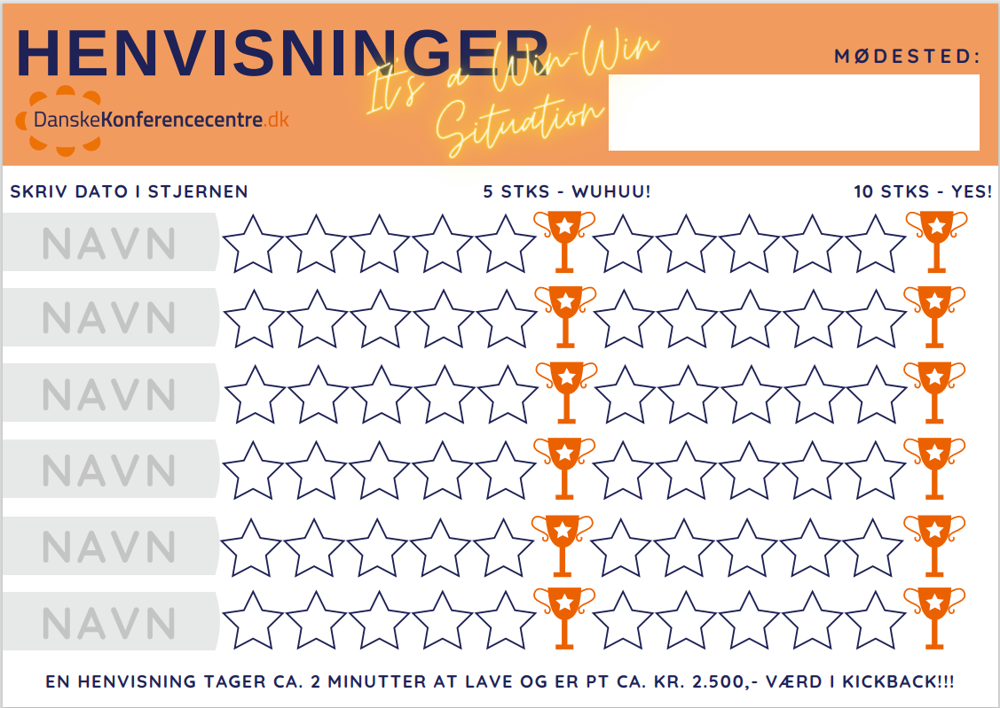 HENVISNINGER
It's a Win-Win
Situation
MØDESTED:
DanskeKonferencecentre.dk
SKRIV DATO I STJERNEN
5 STKS - WUHUU!
10 STKS - YES!
NAVN
NAVN
NAVN
NAVN
NAVN
NAVN
EN HENVISNING TAGER CA. 2 MINUTTER AT LAVE OG ER PT CA. KR. 2.500,- VÆRD I KICKBACK!!!